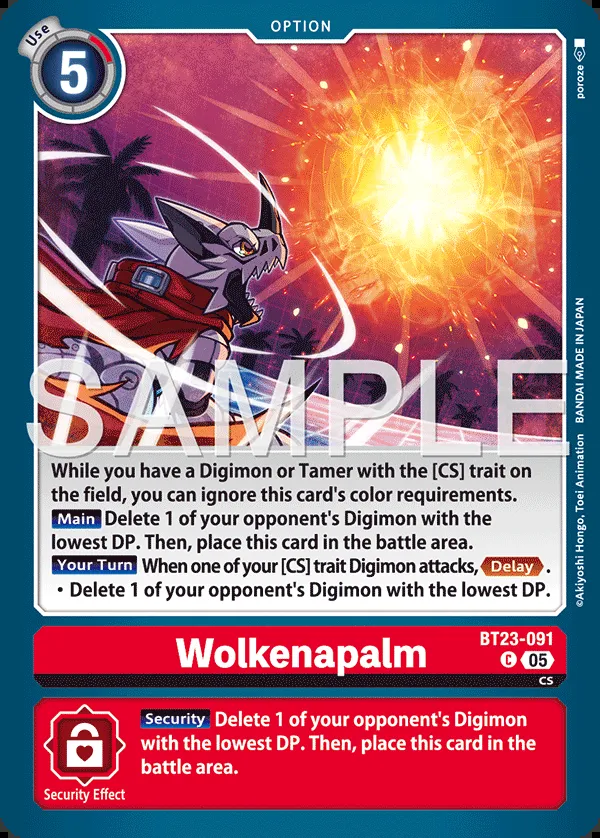 OPTION
Use
5
poroze
SAMPLE
©Akiyoshi Hongo, Toei Animation BANDAI MADE IN JAPAN
While you have a Digimon or Tamer with the [CS] trait on
the field, you can ignore this card's color requirements.
Main Delete 1 of your opponent's Digimon with the
lowest DP. Then, place this card in the battle area.
Your Turn When one of your [CS] trait Digimon attacks, Delay.
・Delete 1 of your opponent's Digimon with the lowest DP.
Wolkenapalm
BT23-091
C 05
CS
Security Delete 1 of your opponent's Digimon
with the lowest DP. Then, place this card in the
battle area.
Security Effect